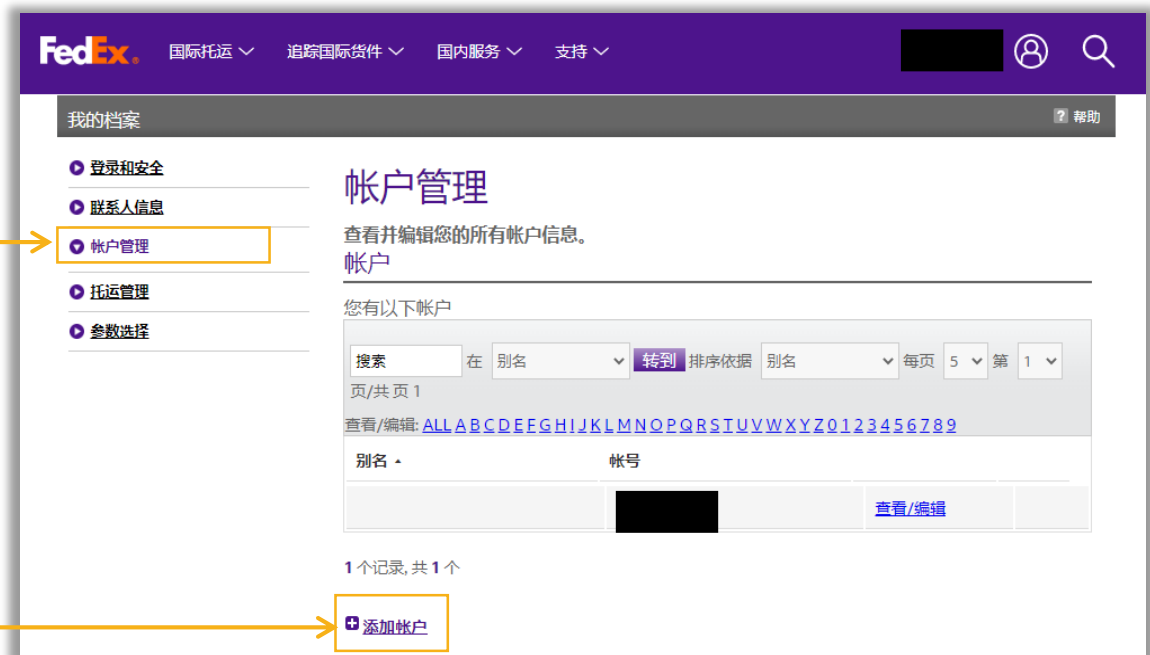 FedEx. 国际托运 追踪国际货件 国内服务 支持
我的档案 ? 帮助
登录和安全
联系人信息
帐户管理
托运管理
参数选择
帐户管理
查看并编辑您的所有帐户信息。
帐户
您有以下帐户
搜索 在 别名 转到 排序依据 别名 每页 5 第 1
页/共 页 1
查看/编辑: ALL A B C D E F G H I J K L M N O P Q R S T U V W X Y Z 0 1 2 3 4 5 6 7 8 9
别名 帐号
查看/编辑
1 个记录, 共 1 个
添加帐户